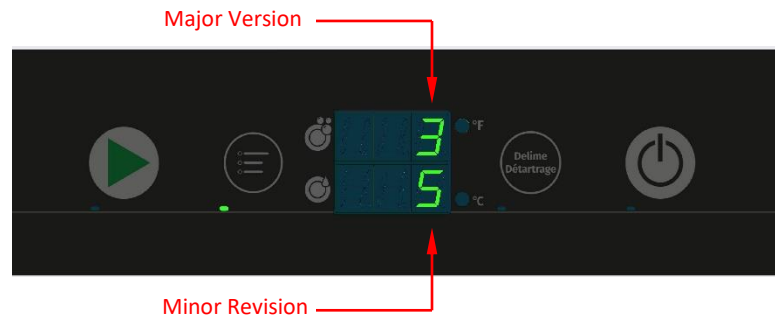 Major Version
3
°F
Delime
Détartrage
5
°C
Minor Revision